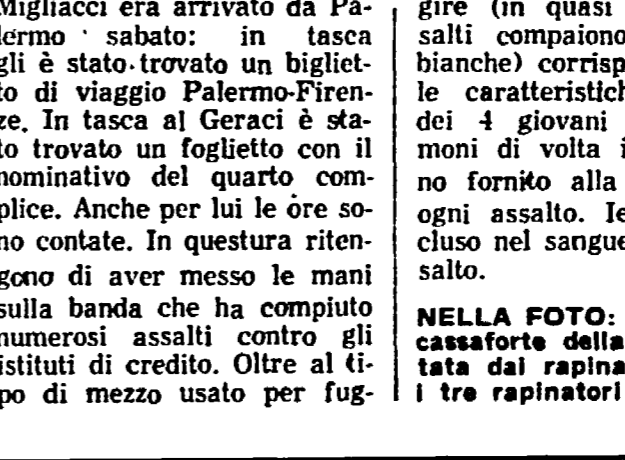 Migliacci era arrivato da Pa-
lermo sabato: in tasca
gli è stato trovato un bigliet-
to di viaggio Palermo-Firen-
ze. In tasca al Geraci è sta-
to trovato un foglietto con il
nominativo del quarto com-
plice. Anche per lui le ore so-
no contate. In questura riten-
gono di aver messo le mani
sulla banda che ha compiuto
numerosi assalti contro gli
istituti di credito. Oltre al ti-
po di mezzo usato per fug-
gire (in quasi
salti compaiono
bianche) corrisp
le caratteristich
dei 4 giovani
moni di volta i
no fornito alla
ogni assalto. Ie
cluso nel sangue
salto.
NELLA FOTO:
cassaforte della
tata dai rapina
i tre rapinatori